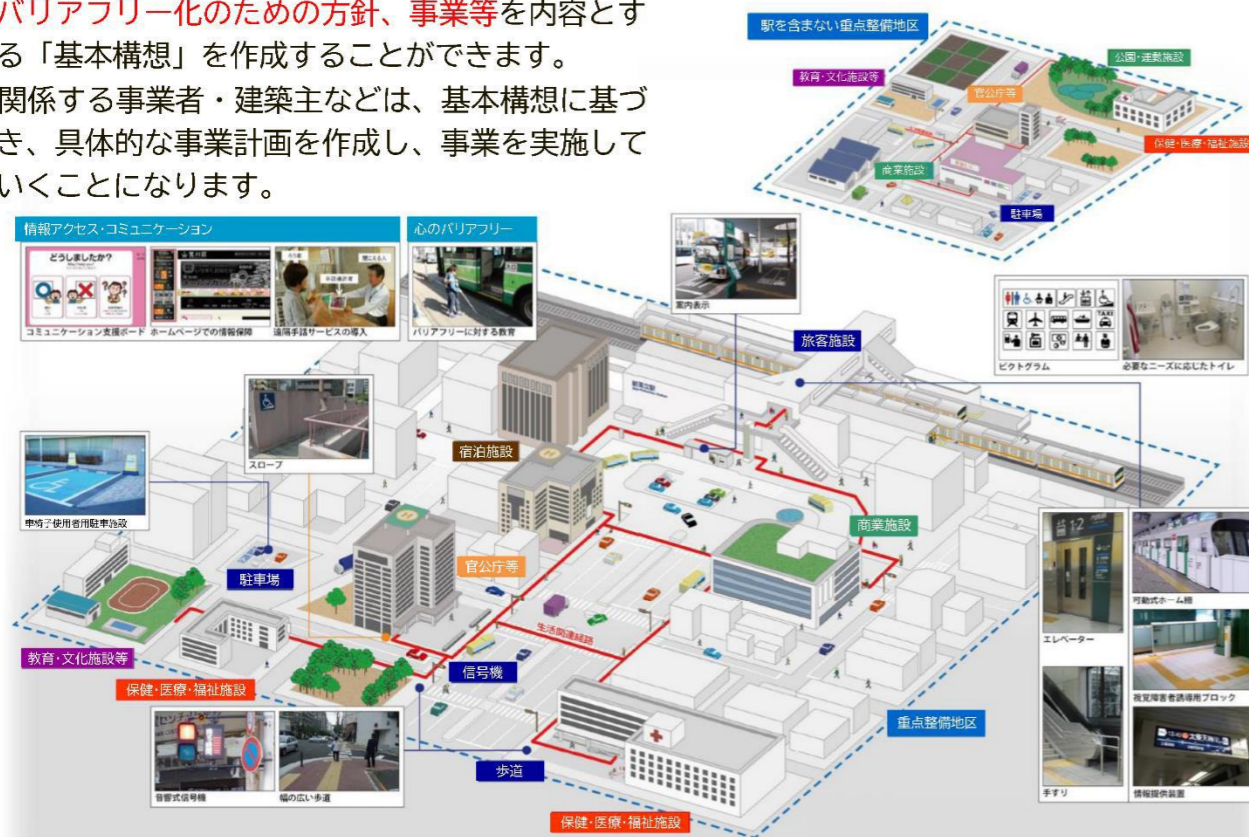 バリアフリー化のための方針、事業等を内容とす
る「基本構想」を作成することができます。
関係する事業者・建築主などは、基本構想に基づ
き、具体的な事業計画を作成し、事業を実施して
いくことになります。
駅を含まない重点整備地区
公園・運動施設
教育・文化施設等
官公庁等
保健・医療・福祉施設
商業施設
駐車場
情報アクセス・コミュニケーション
心のバリアフリー
どうしましたか?
コミュニケーション支援ボード
ホームページでの情報保障
遠隔手話サービスの導入
バリアフリーに対する教育
案内表示
旅客施設
TAXI
ピクトグラム
必要なニーズに応じたトイレ
スロープ
宿泊施設
車椅子使用者用駐車施設
商業施設
官公庁等
駐車場
1・2
エレベーター
可動式ホーム柵
生活関連経路
教育・文化施設等
信号機
保健・医療・福祉施設
視覚障害者誘導用ブロック
重点整備地区
音響式信号機
幅の広い歩道
歩道
手すり
情報提供装置
保健・医療・福祉施設